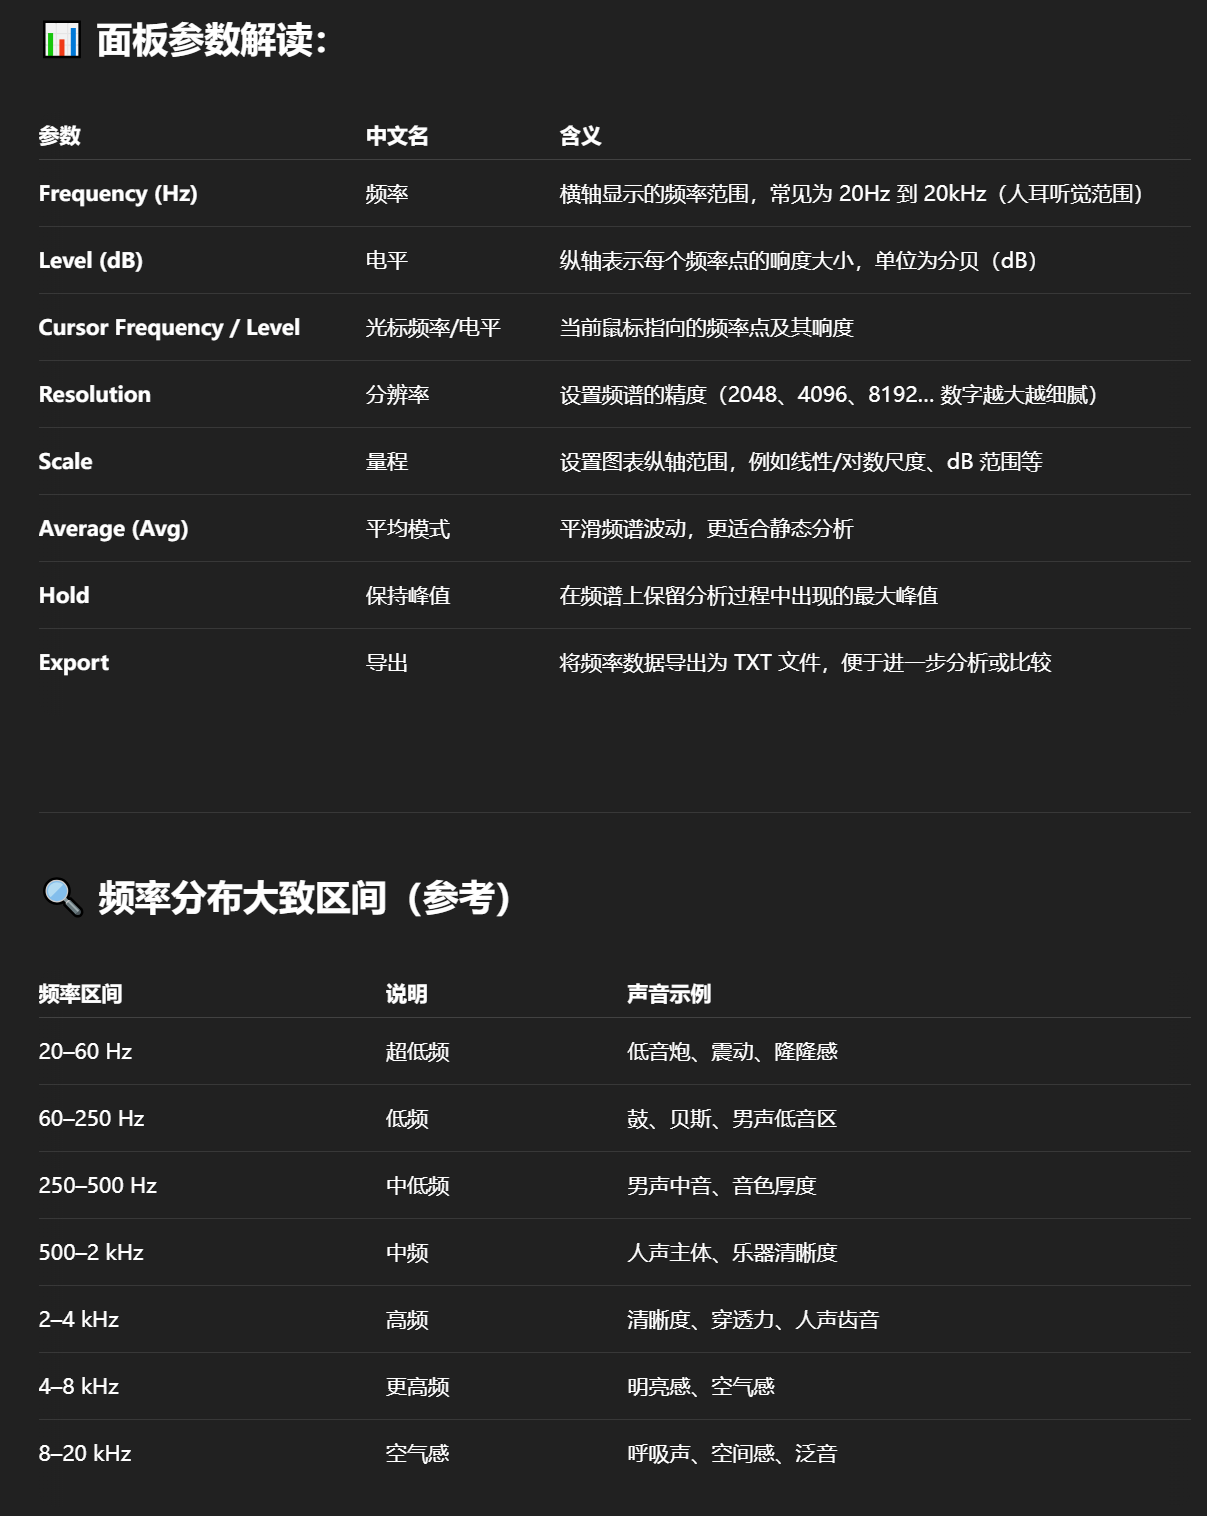 📊 面板参数解读：
参数 中文名 含义
Frequency (Hz) 频率 横轴显示的频率范围，常见为 20Hz 到 20kHz（人耳听觉范围）
Level (dB) 电平 纵轴表示每个频率点的响度大小，单位为分贝（dB）
Cursor Frequency / Level 光标频率/电平 当前鼠标指向的频率点及其响度
Resolution 分辨率 设置频谱的精度（2048、4096、8192... 数字越大越细腻）
Scale 量程 设置图表纵轴范围，例如线性/对数尺度、dB 范围等
Average (Avg) 平均模式 平滑频谱波动，更适合静态分析
Hold 保持峰值 在频谱上保留分析过程中出现的最大峰值
Export 导出 将频率数据导出为 TXT 文件，便于进一步分析或比较
🔍 频率分布大致区间（参考）
频率区间 说明 声音示例
20–60 Hz 超低频 低音炮、震动、隆隆感
60–250 Hz 低频 鼓、贝斯、男声低音区
250–500 Hz 中低频 男声中音、音色厚度
500–2 kHz 中频 人声主体、乐器清晰度
2–4 kHz 高频 清晰度、穿透力、人声齿音
4–8 kHz 更高频 明亮感、空气感
8–20 kHz 空气感 呼吸声、空间感、泛音